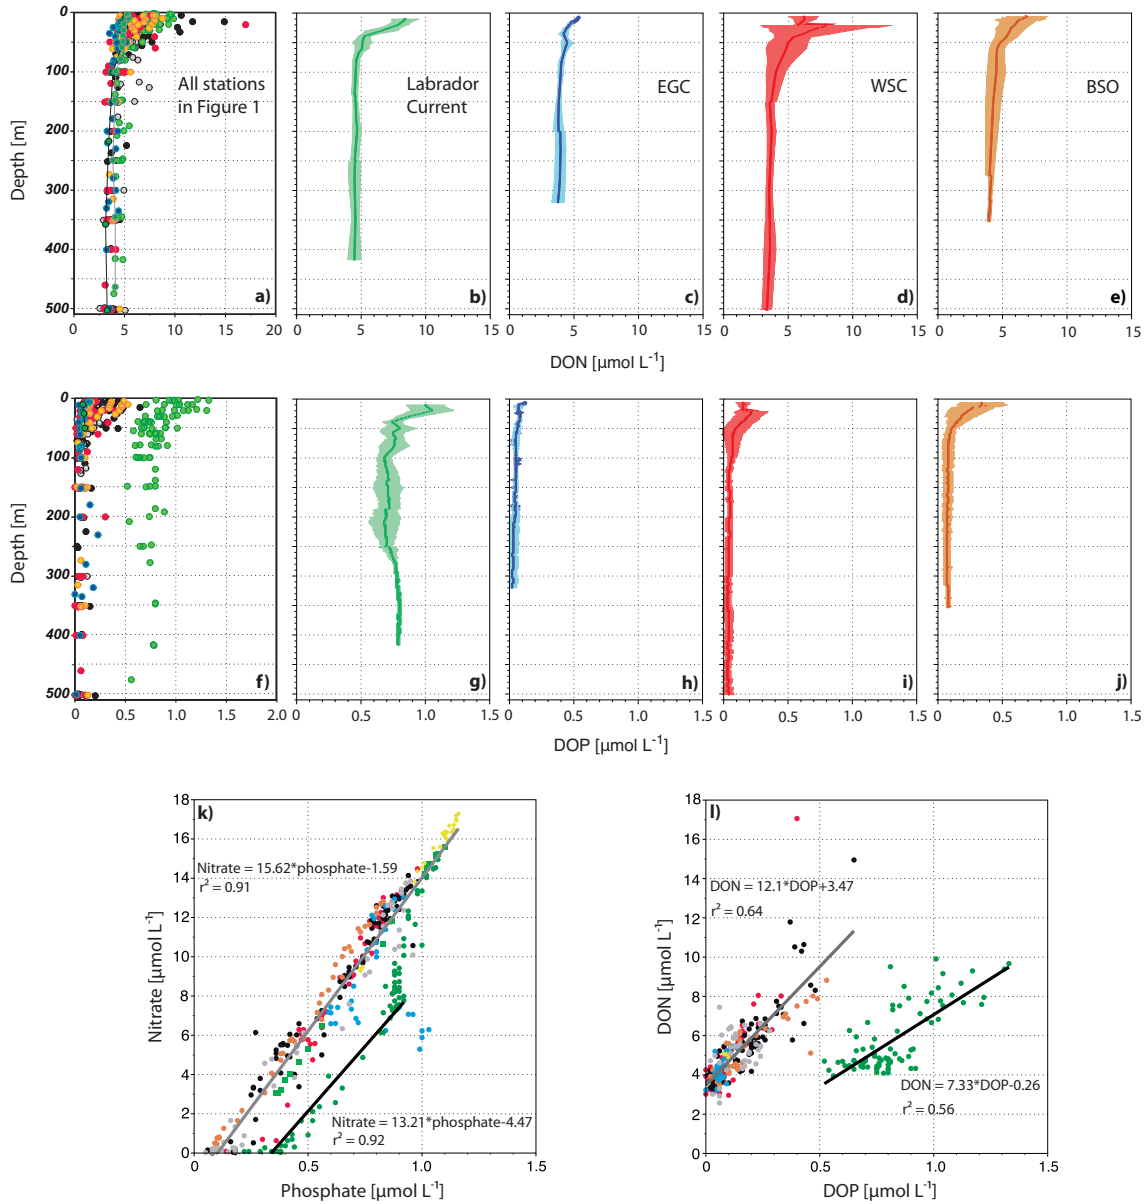 0
100
200
300
400
500
Depth [m]
All stations
in Figure 1
a)
0 5 10 15 20
Labrador
Current
b)
0 5 10 15
EGC
c)
0 5 10 15
WSC
d)
0 5 10 15
BSO
e)
0 5 10 15
DON [µmol L-1]
0
100
200
300
400
500
Depth [m]
f)
0 0.5 1.0 1.5 2.0
g)
0 0.5 1.0 1.5
h)
0 0.5 1.0 1.5
i)
0 0.5 1.0 1.5
j)
0 0.5 1.0 1.5
DOP [µmol L-1]
k)
18
16
14
12
10
8
6
4
2
0
Nitrate [µmol L-1]
Nitrate = 15.62*phosphate-1.59
r2 = 0.91
Nitrate = 13.21*phosphate-4.47
r2 = 0.92
0 0.5 1.0 1.5
Phosphate [µmol L-1]
l)
18
16
14
12
10
8
6
4
2
0
DON [µmol L-1]
DON = 12.1*DOP+3.47
r2 = 0.64
DON = 7.33*DOP-0.26
r2 = 0.56
0 0.5 1.0 1.5
DOP [µmol L-1]